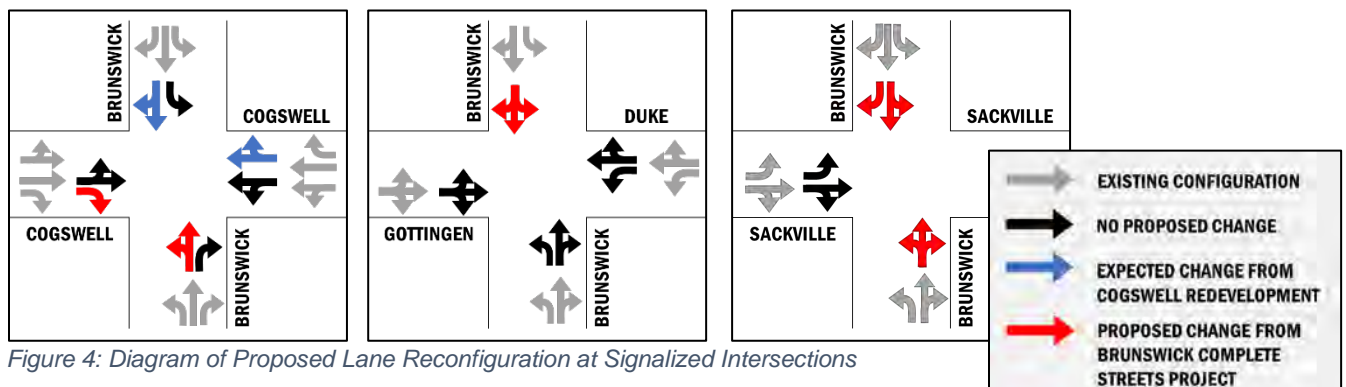 BRUNSWICK
COGSWELL
COGSWELL
BRUNSWICK
BRUNSWICK
DUKE
GOTTINGEN
BRUNSWICK
BRUNSWICK
SACKVILLE
SACKVILLE
BRUNSWICK
EXISTING CONFIGURATION
NO PROPOSED CHANGE
EXPECTED CHANGE FROM
COGSWELL REDEVELOPMENT
PROPOSED CHANGE FROM
BRUNSWICK COMPLETE
STREETS PROJECT
Figure 4: Diagram of Proposed Lane Reconfiguration at Signalized Intersections